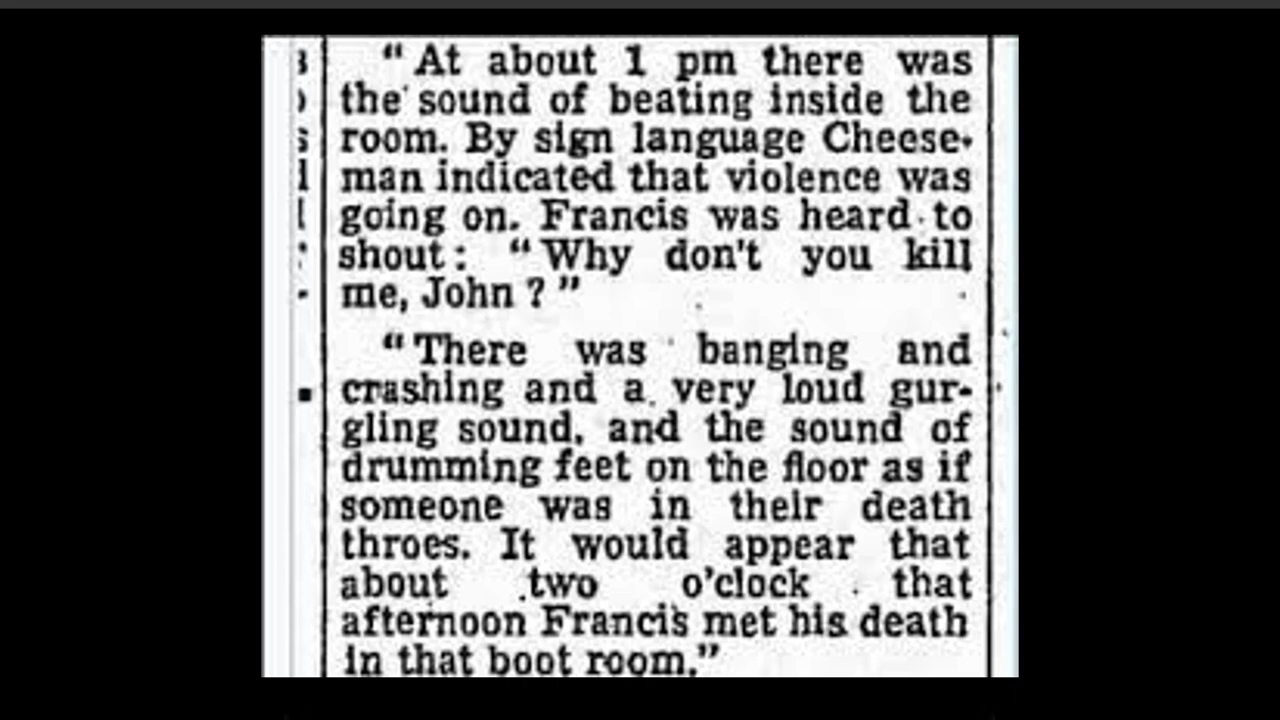 “At about 1 pm there was
the sound of beating inside the
room. By sign language Cheese-
man indicated that violence was
going on. Francis was heard to
shout: “Why don't you kill
me, John?”
“There was banging and
crashing and a very loud gur-
gling sound, and the sound of
drumming feet on the floor as if
someone was in their death
throes. It would appear that
about two o'clock that
afternoon Francis met his death
in that boot room.”